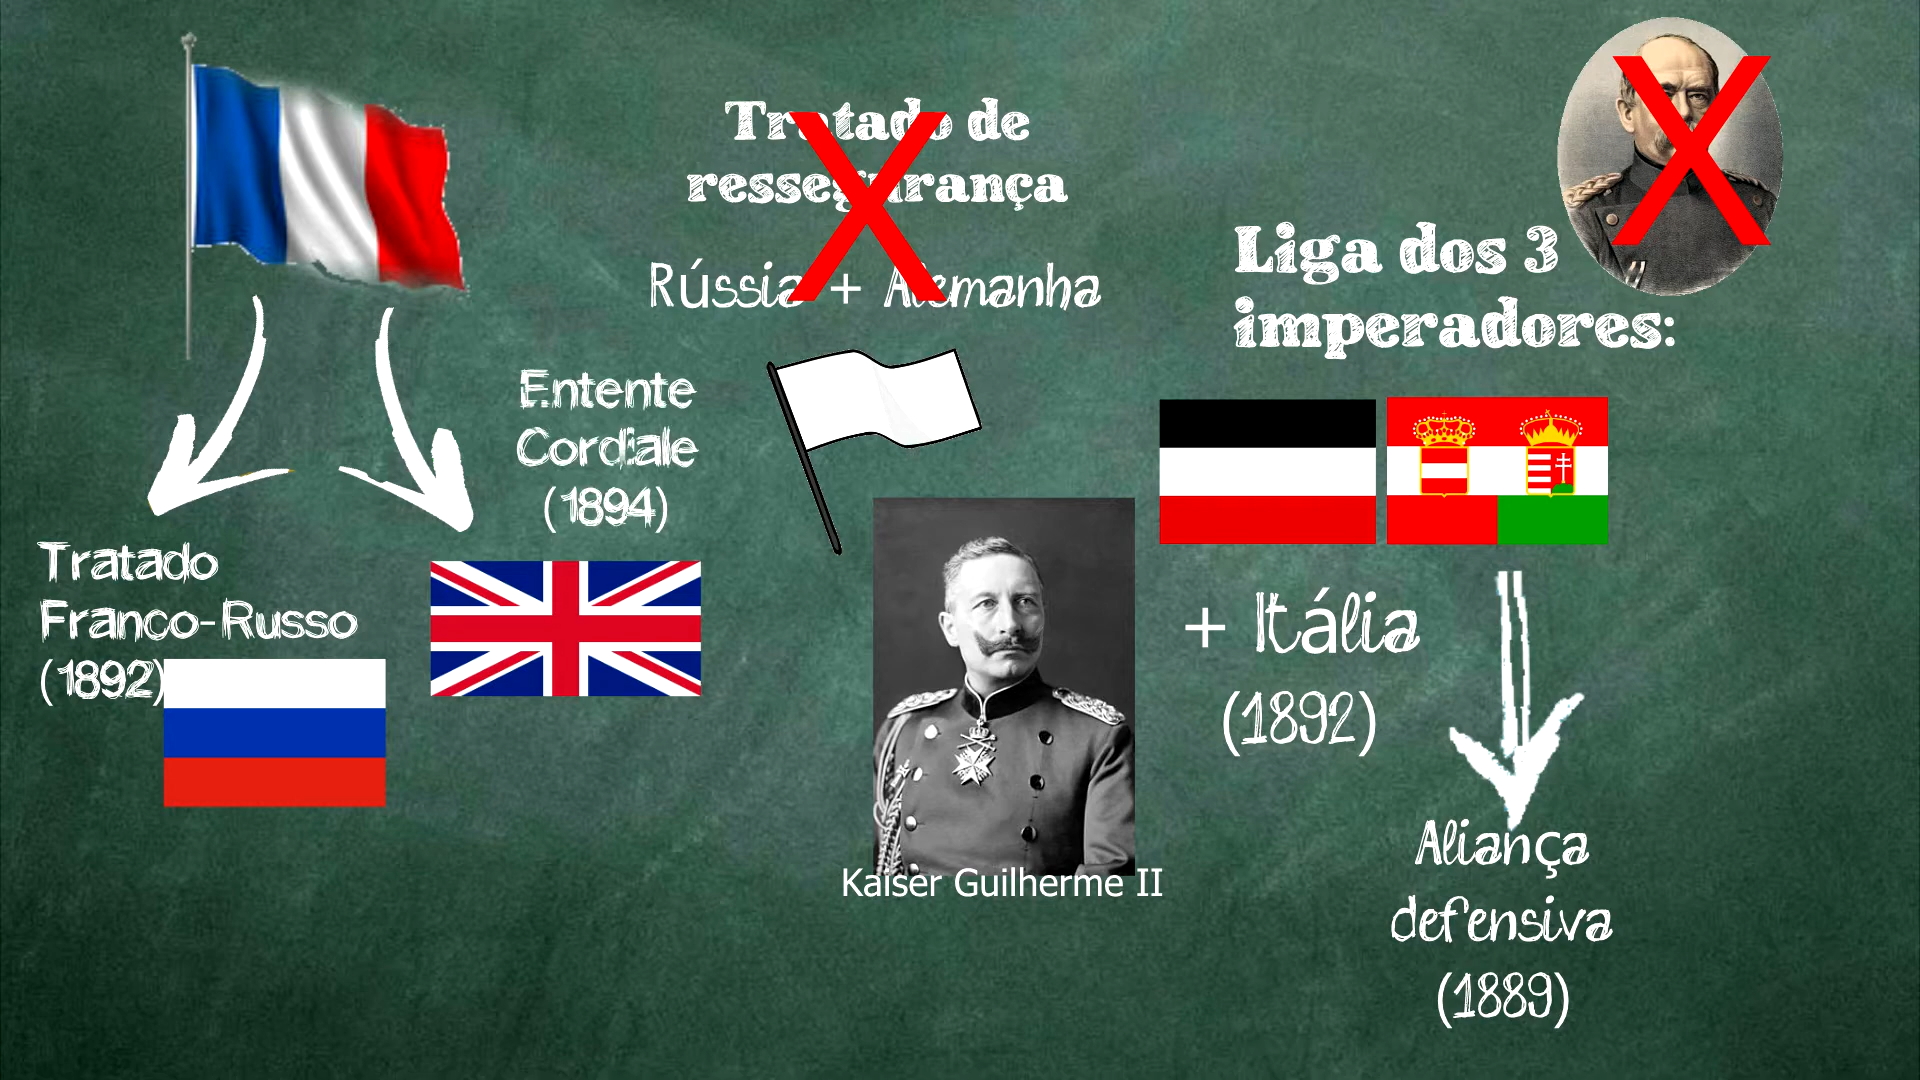 Tratado de
ressegurança
Rússia + Alemanha
Liga dos 3
imperadores:
Entente
Cordiale
(1894)
Tratado
Franco-Russo
(1892)
+ Itália
(1892)
Kaiser Guilherme II
Aliança
defensiva
(1889)